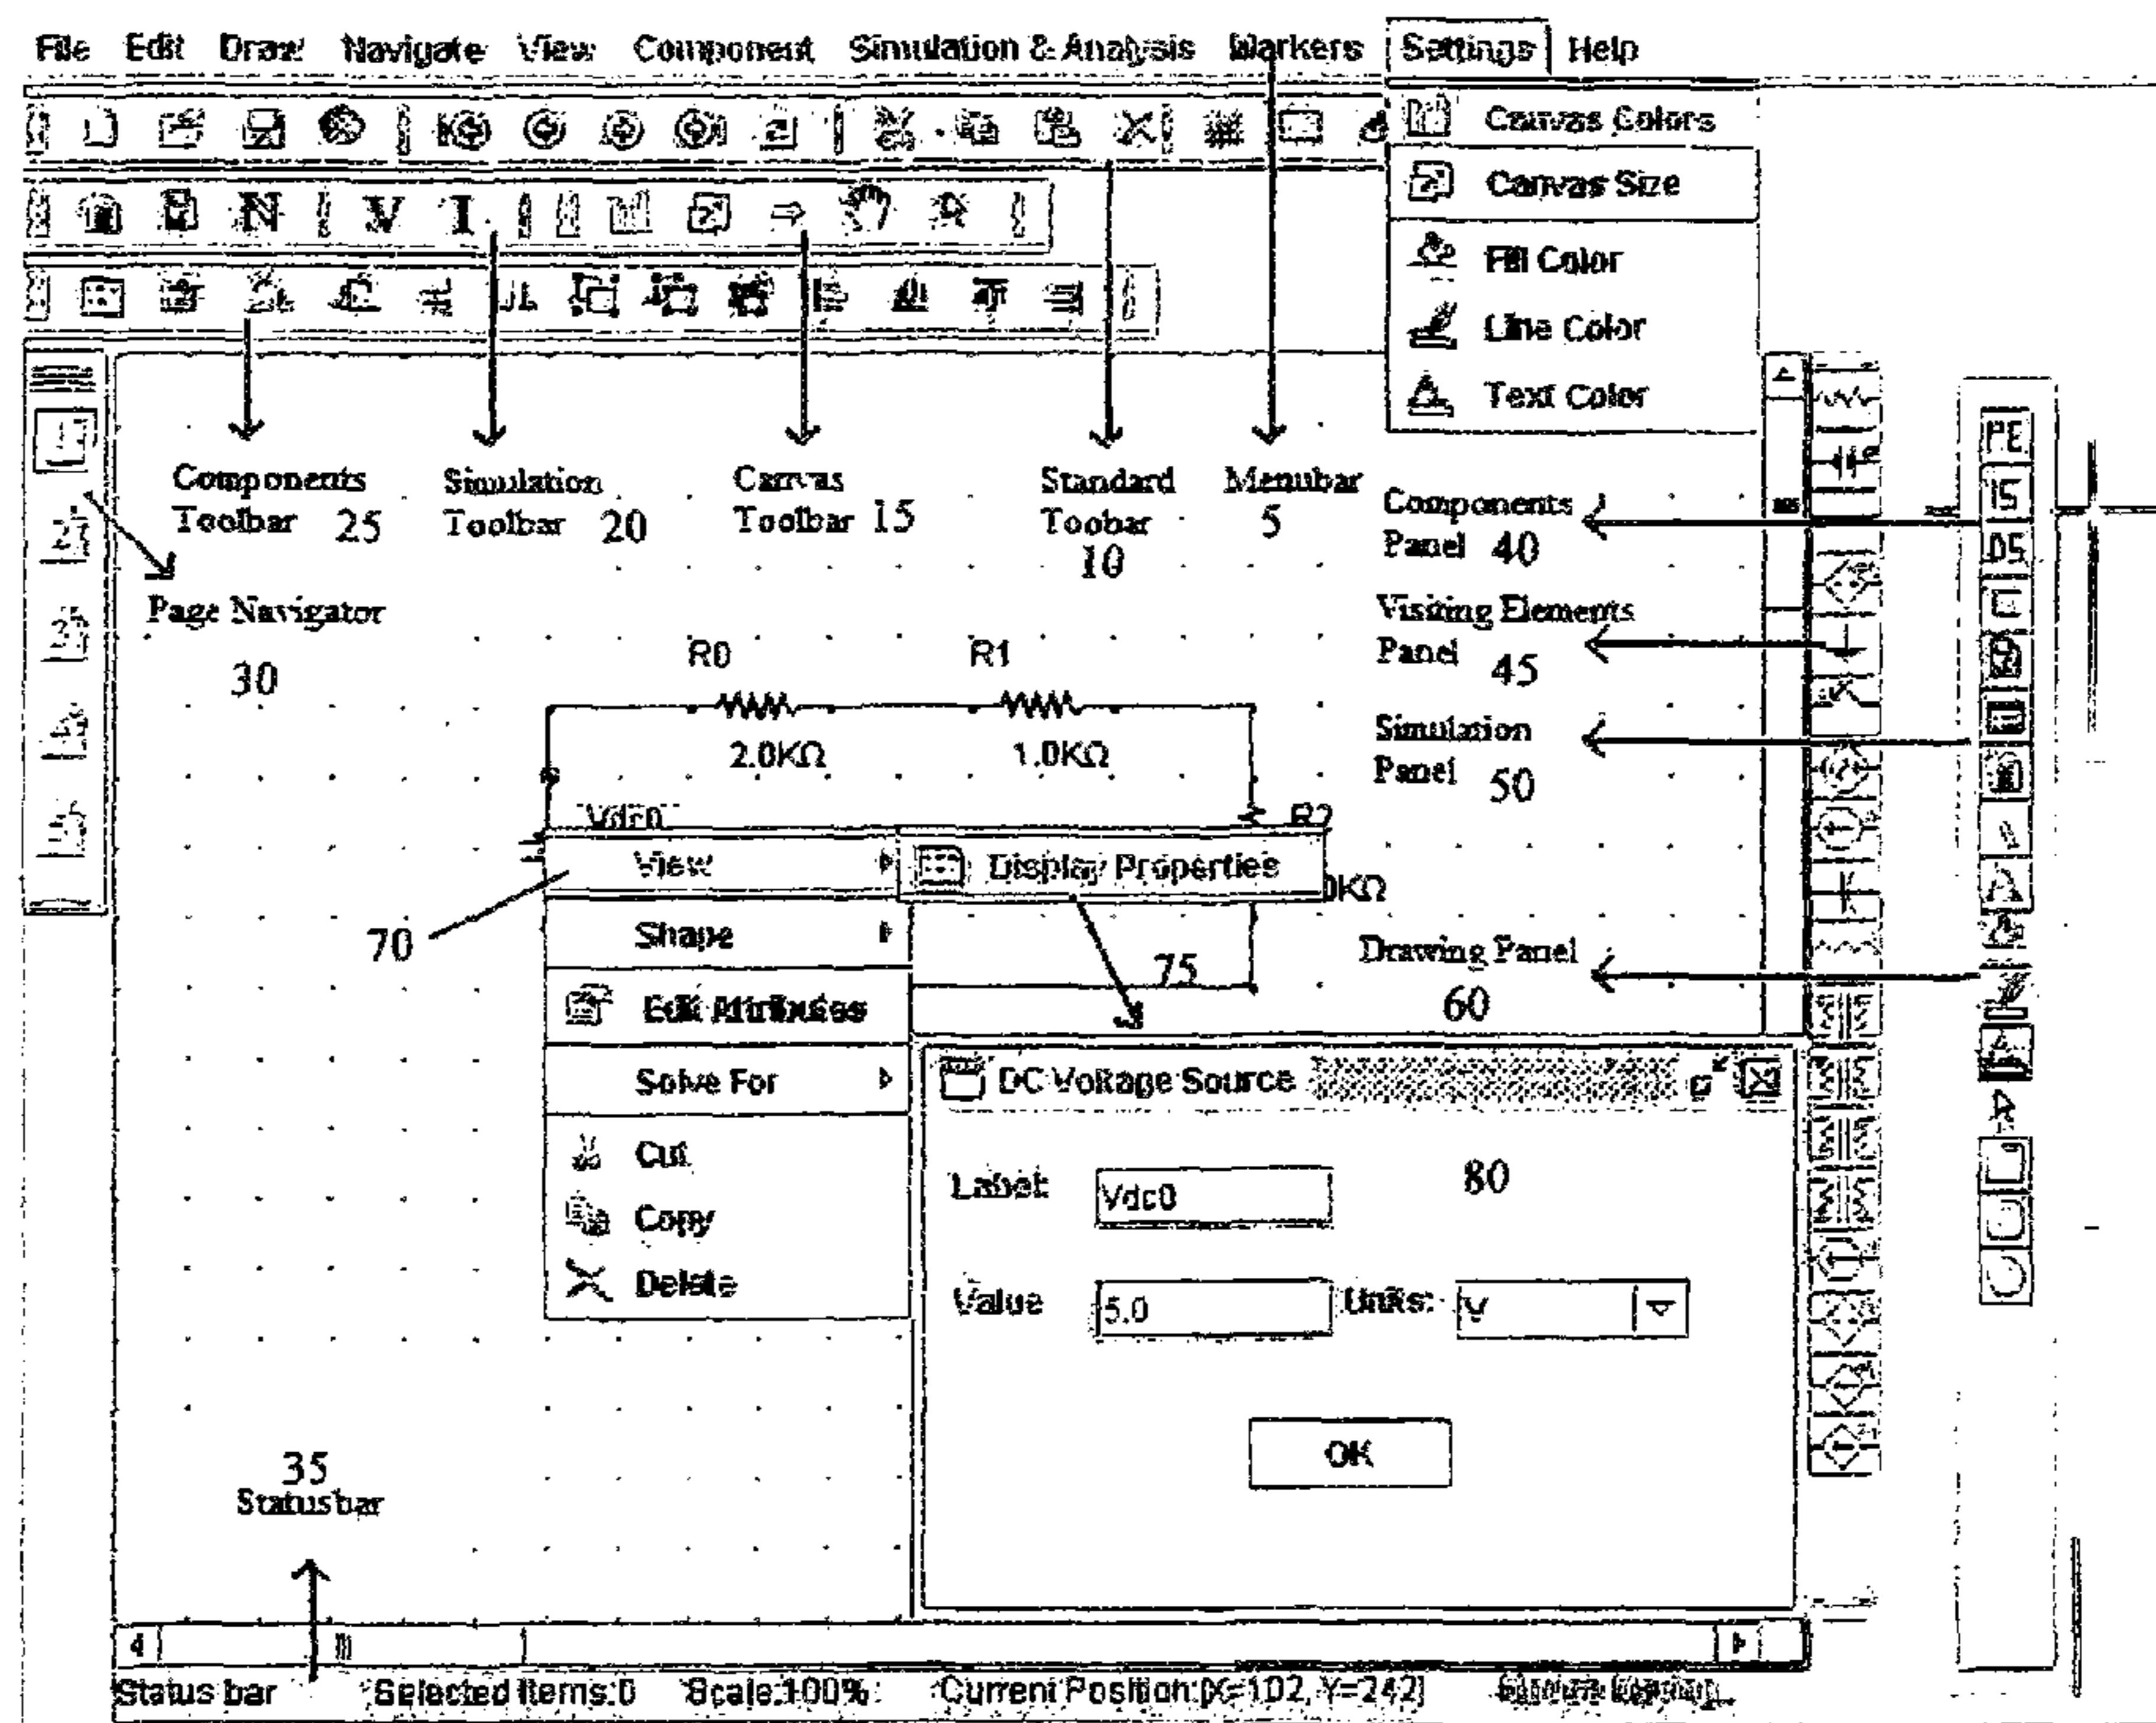 File Edit Draw Navigate View Component Simulation & Analysis Markers Settings Help
Canvas Colors
Canvas Size
V I
Fill Color
Line Color
Text Color
PE
Components
Toolbar 25
Simulation
Toolbar 20
Canvas
Toolbar 15
Standard
Toobar
10
Menubar
5
Components
Panel 40
IS
DS
Page Navigator
30
Visiting Elements
Panel 45
R0 R1
2.0KΩ 1.0KΩ
Simulation
Panel 50
Vdc0 R2
View Display Properties
0KΩ
70
Shape
75
Drawing Panel
60
Edit Attributes
Solve For
Cut
Copy
Delete
DC Voltage Source
80
Label: Vdc0
Value 5.0 Units: V
OK
35
Statusbar
Status bar Selected Items:0 Scale:100% Current Position:[X=102, Y=242]